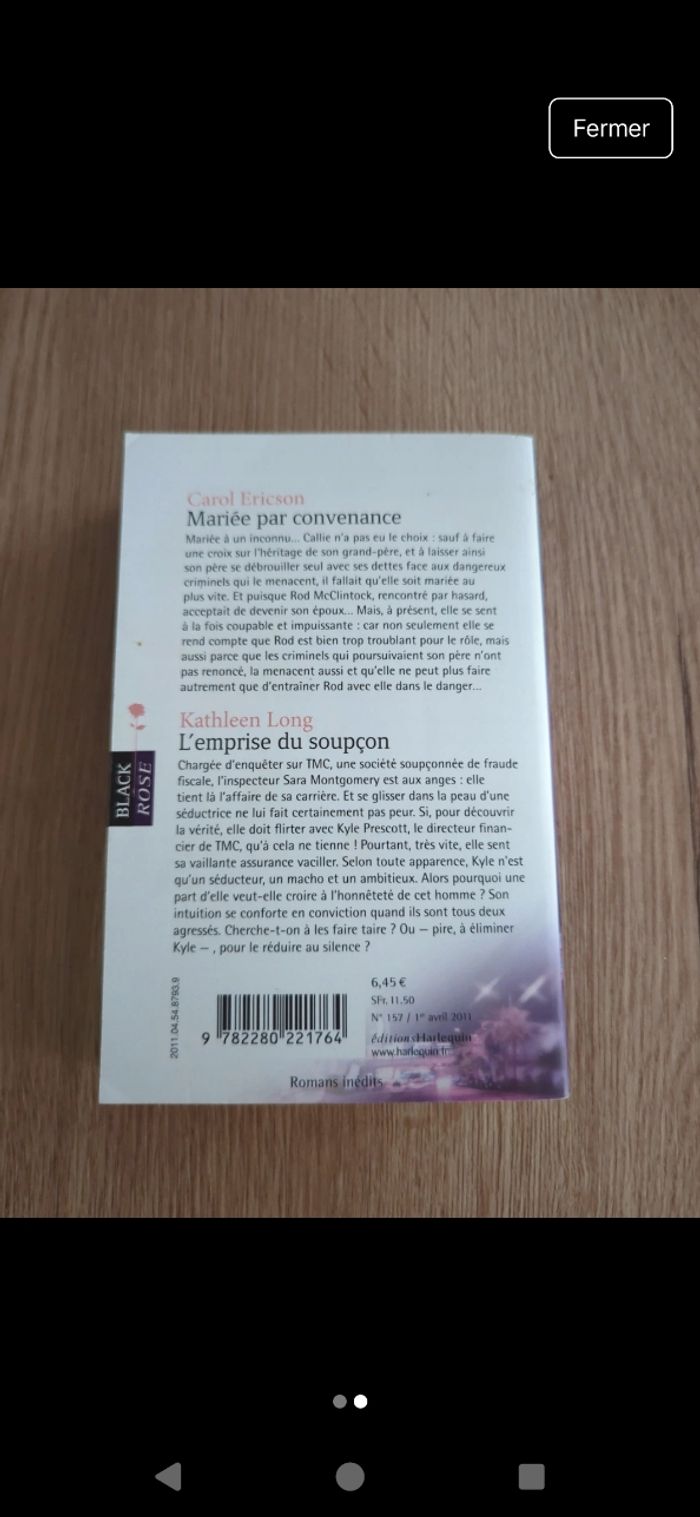 Fermer
Carol Ericson
Mariée par convenance
Mariée à un inconnu... Callie n'a pas eu le choix : sauf à faire
une croix sur l'héritage de son grand-père, et à laisser ainsi
son père se débrouiller seul avec ses dettes face aux dangereux
criminels qui le menacent, il fallait qu'elle soit mariée au
plus vite. Et puisque Rod McClintock, rencontré par hasard,
acceptait de devenir son époux... Mais, à présent, elle se sent
à la fois coupable et impuissante : car non seulement elle se
rend compte que Rod est bien trop troublant pour le rôle, mais
aussi parce que les criminels qui poursuivaient son père n'ont
pas renoncé, la menacent aussi et qu'elle ne peut plus faire
autrement que d'entraîner Rod avec elle dans le danger...
Kathleen Long
L'emprise du soupçon
Chargée d'enquêter sur TMC, une société soupçonnée de fraude
fiscale, l'inspecteur Sara Montgomery est aux anges : elle
tient là l'affaire de sa carrière. Et se glisser dans la peau d'une
séductrice ne lui fait certainement pas peur. Si, pour découvrir
la vérité, elle doit flirter avec Kyle Prescott, le directeur finan-
cier de TMC, qu'à cela ne tienne ! Pourtant, très vite, elle sent
sa vaillante assurance vaciller. Selon toute apparence, Kyle n'est
qu'un séducteur, un macho et un ambitieux. Alors pourquoi une
part d'elle veut-elle croire à l'honnêteté de cet homme ? Son
intuition se conforte en conviction quand ils sont tous deux
agressés. Cherche-t-on à les faire taire ? Ou – pire, à éliminer
Kyle – , pour le réduire au silence ?
BLACK
ROSE
2011.04.54.8793.9
9 782280 221764
6,45 €
SFr. 11.50
N° 157 / 1er avril 2011
éditions Harlequin
www.harlequin.fr
Romans inédits